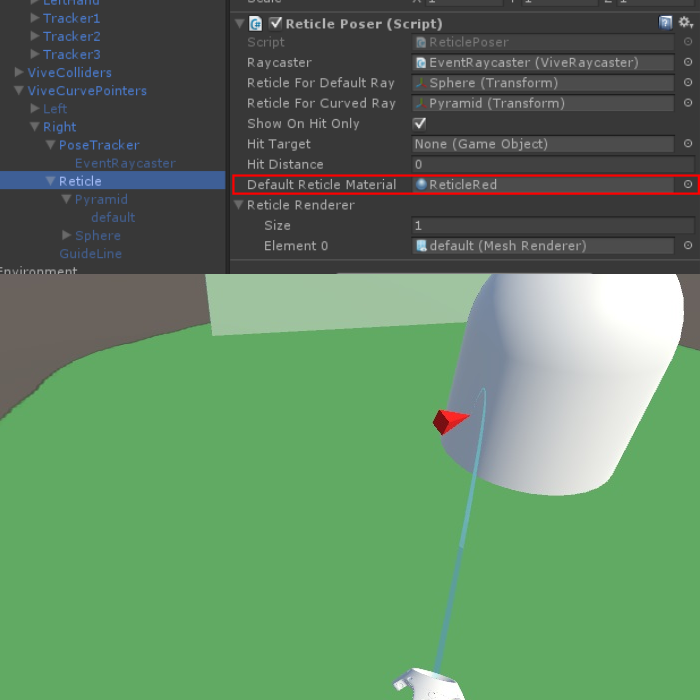 LeftHand
Tracker1
Tracker2
Tracker3
ViveColliders
ViveCurvePointers
Left
Right
PoseTracker
EventRaycaster
Reticle
Pyramid
default
Sphere
GuideLine
Environment
Scale X 1 Y 1 Z 1
Reticle Poser (Script)
Script ReticlePoser
Raycaster EventRaycaster (ViveRaycaster)
Reticle For Default Ray Sphere (Transform)
Reticle For Curved Ray Pyramid (Transform)
Show On Hit Only
Hit Target None (Game Object)
Hit Distance 0
Default Reticle Material ReticleRed
Reticle Renderer
Size 1
Element 0 default (Mesh Renderer)